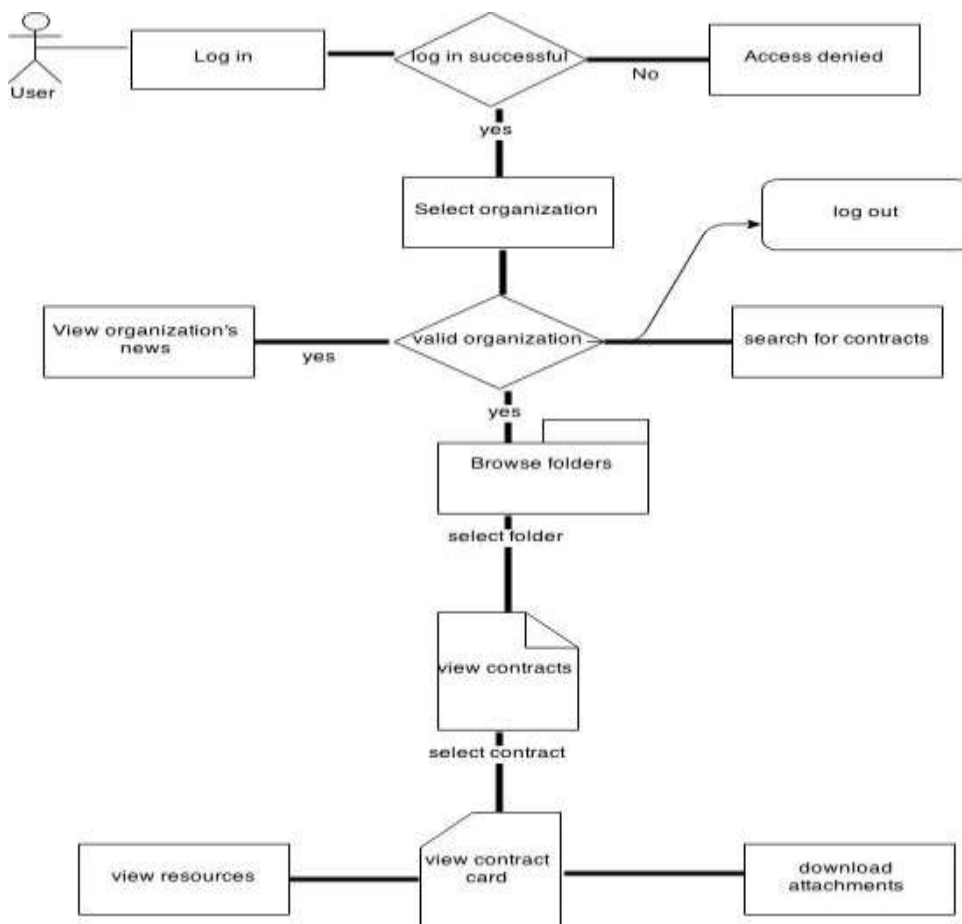 Log in
log in successful
Access denied
No
User
yes
Select organization
log out
View organization's
news
yes
valid organization
search for contracts
yes
Browse folders
select folder
view contracts
select contract
view resources
view contract
card
download
attachments